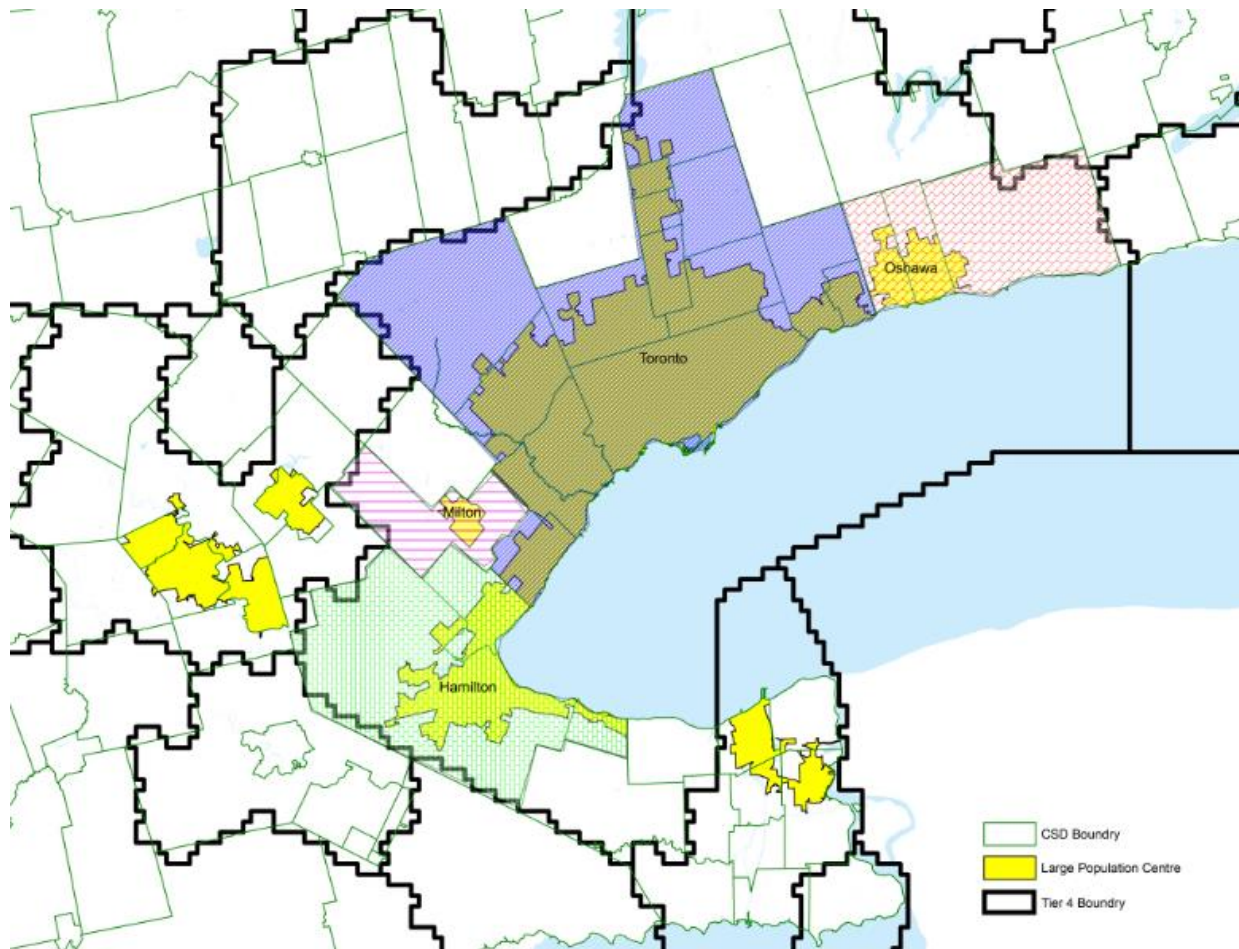 Oshawa
Toronto
Milton
Hamilton
CSD Boundry
Large Population Centre
Tier 4 Boundry